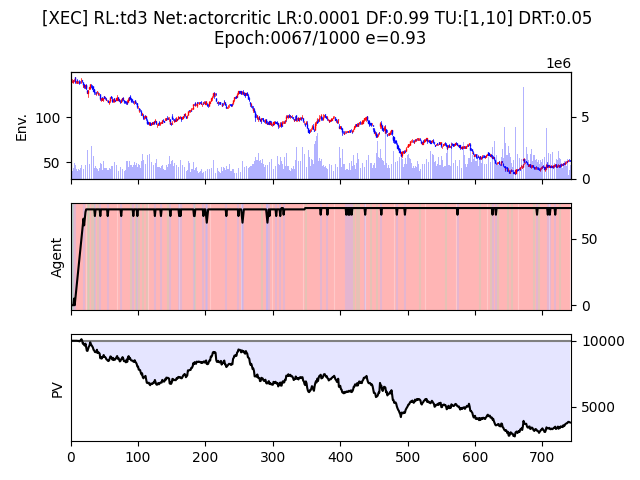 [XEC] RL:td3 Net:actorcritic LR:0.0001 DF:0.99 TU:[1,10] DRT:0.05
Epoch:0067/1000 e=0.93
1e6
Env.
100
50
5
0
Agent
50
0
PV
10000
5000
0 100 200 300 400 500 600 700